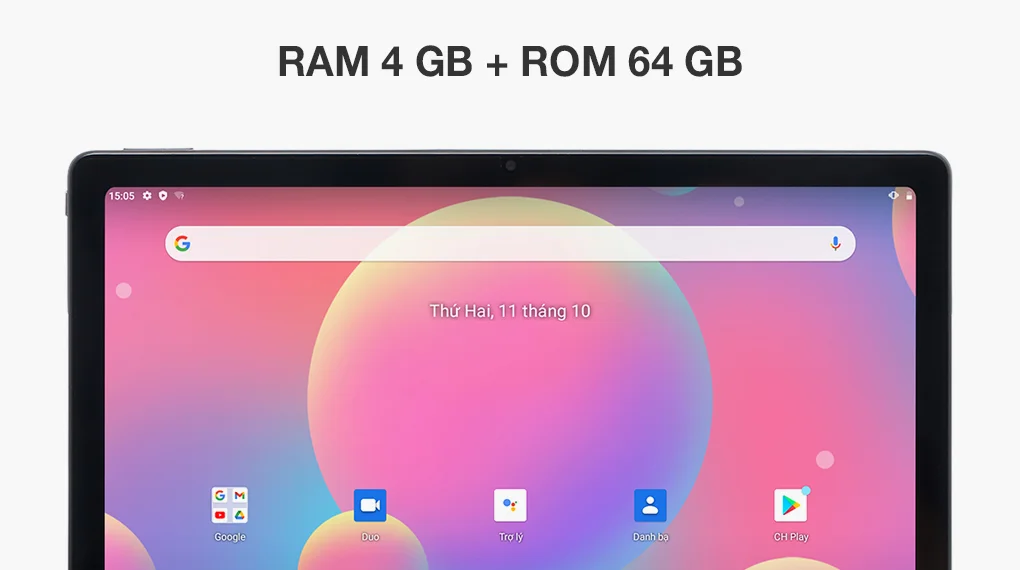 RAM 4 GB + ROM 64 GB
15:05
Thứ Hai, 11 tháng 10
Google
Duo
Trợ lý
Danh bạ
CH Play